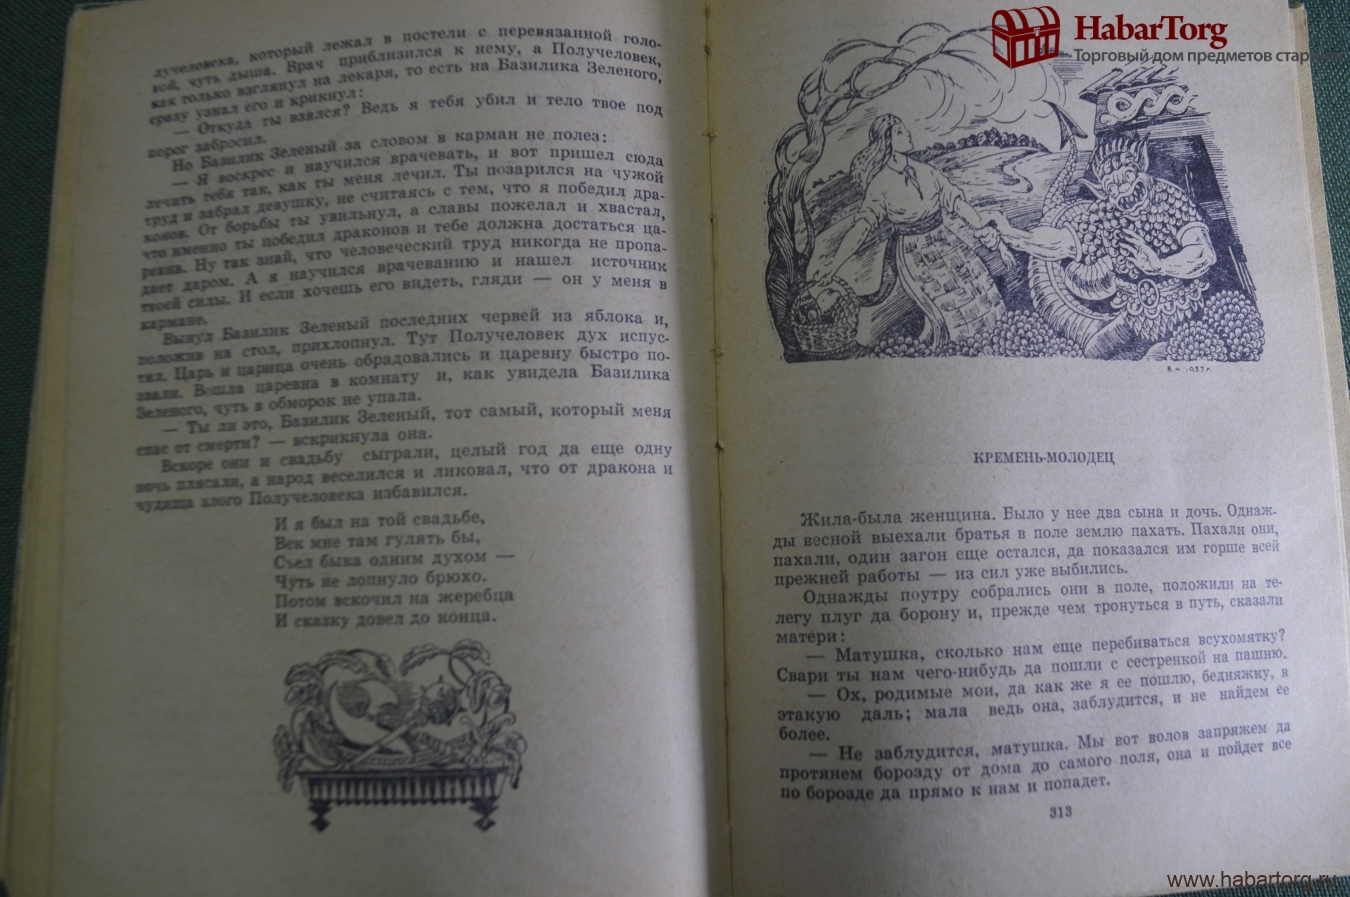 лучеловека, который лежал в постели с перевязанной голо-
вой, чуть дыша. Врач приблизился к нему, а Получеловек,
как только взглянул на лекаря, то есть на Базилика Зеленого,
сразу узнал его и крикнул:
— Откуда ты взялся? Ведь я тебя убил и тело твое под
порог забросил.
Но Базилик Зеленый за словом в карман не полез:
— Я воскрес и научился врачевать, и вот пришел сюда
лечить тебя так, как ты меня лечил. Ты позарился на чужой
труд и забрал девушку, не считаясь с тем, что я победил дра-
конов. От борьбы ты увильнул, а славы пожелал и хвастал,
что именно ты победил драконов и тебе должна достаться ца-
ревна. Ну так знай, что человеческий труд никогда не пропа-
дает даром. А я научился врачеванию и нашел источник
твоей силы. И если хочешь его видеть, гляди — он у меня в
кармане.
Вынул Базилик Зеленый последних червей из яблока и,
положив на стол, прихлопнул. Тут Получеловек дух испус-
тил. Царь и царица очень обрадовались и царевну быстро по-
звали. Вошла царевна в комнату и, как увидела Базилика
Зеленого, чуть в обморок не упала.
— Ты ли это, Базилик Зеленый, тот самый, который меня
спас от смерти? — вскрикнула она.
Вскоре они и свадьбу сыграли, целый год да еще одну
ночь плясали, а народ веселился и ликовал, что от дракона и
чудища злого Получеловека избавился.
И я был на той свадьбе,
Век мне там гулять бы,
Съел быка одним духом —
Чуть не лопнуло брюхо.
Потом вскочил на жеребца
И сказку довел до конца.
HabarTorg
Торговый дом предметов стар
1957 г.
КРЕМЕНЬ-МОЛОДЕЦ
Жила-была женщина. Было у нее два сына и дочь. Однаж-
ды весной выехали братья в поле землю пахать. Пахали они,
пахали, один загон еще остался, да показался им горше всей
прежней работы — из сил уже выбились.
Однажды поутру собрались они в поле, положили на те-
легу плуг да борону и, прежде чем тронуться в путь, сказали
матери:
— Матушка, сколько нам еще перебиваться всухомятку?
Свари ты нам чего-нибудь да пошли с сестренкой на пашню.
— Ох, родимые мои, да как же я ее пошлю, бедняжку, в
этакую даль; мала ведь она, заблудится, и не найдем ее
более.
— Не заблудится, матушка. Мы вот волов запряжем да
протянем борозду от дома до самого поля, она и пойдет все
по борозде да прямо к нам и попадет.
313
www.habartorg.ru